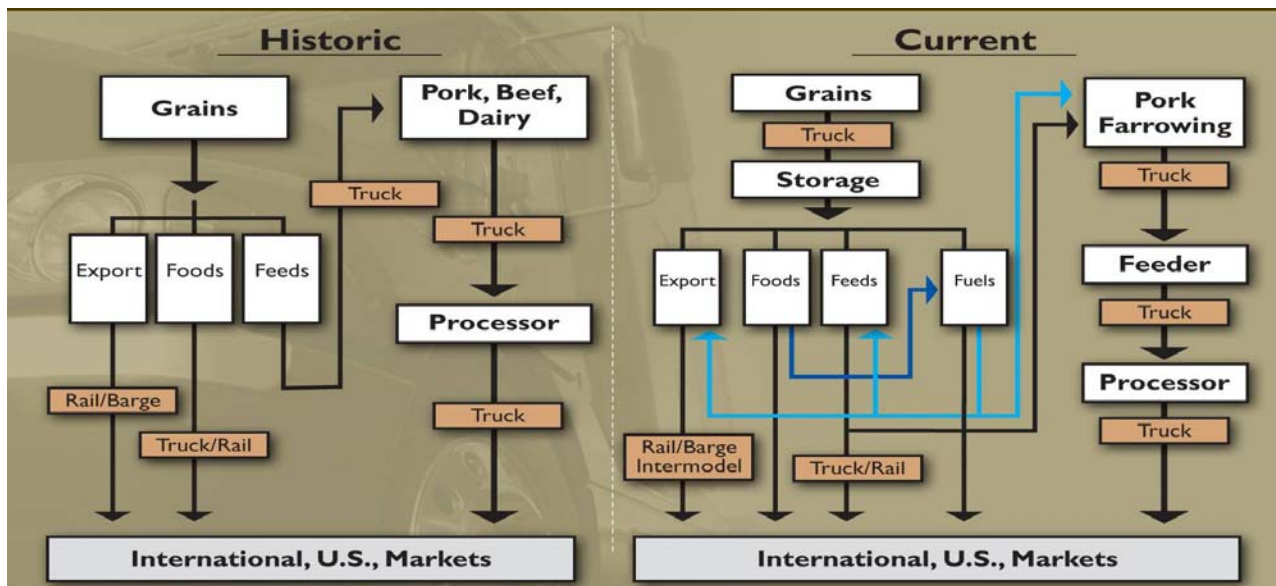 Historic
Grains
Pork, Beef,
Dairy
Truck
Truck
Export
Foods
Feeds
Processor
Rail/Barge
Truck/Rail
Truck
International, U.S., Markets
Current
Grains
Truck
Storage
Pork
Farrowing
Truck
Export
Foods
Feeds
Fuels
Feeder
Truck
Processor
Rail/Barge
Intermodel
Truck/Rail
Truck
International, U.S., Markets